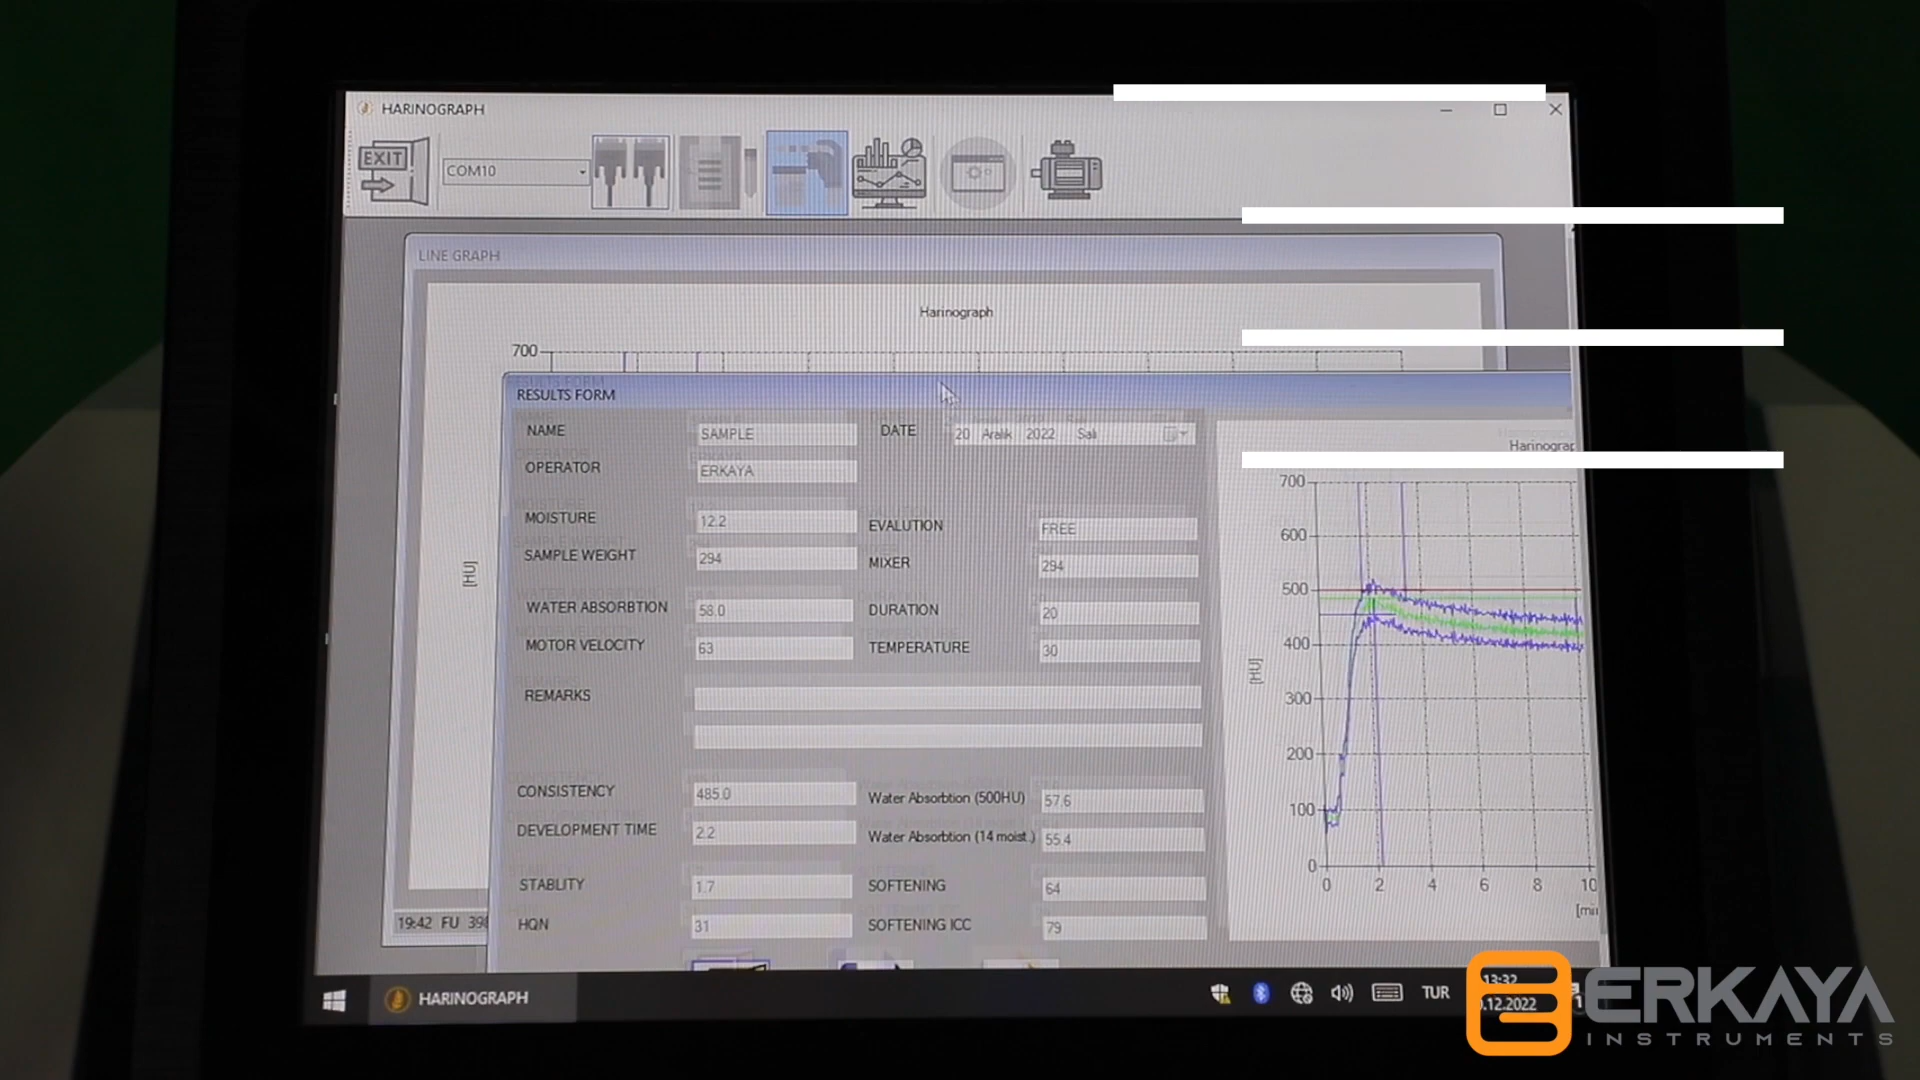 HARINOGRAPH
EXIT
COM10
LINE GRAPH
Harinograph
700
[HU]
RESULTS FORM
NAME SAMPLE DATE 20 Aralık 2022 Salı
OPERATOR ERKAYA
MOISTURE 12.2 EVALUTION FREE
SAMPLE WEIGHT 294 MIXER 294
WATER ABSORBTION 58.0 DURATION 20
MOTOR VELOCITY 63 TEMPERATURE 30
REMARKS
CONSISTENCY 485.0 Water Absorbtion (500HU) 57.6
DEVELOPMENT TIME 2.2 Water Absorbtion (14 moist.) 55.4
STABLITY 1.7 SOFTENING 64
HQN 31 SOFTENING ICC 79
Harinograp
700
600
500
400
300
200
100
0
[HU]
0 2 4 6 8 10
[min
19:42 FU 398
HARINOGRAPH
TUR
13:32
.12.2022
ERKAYA
INSTRUMENTS